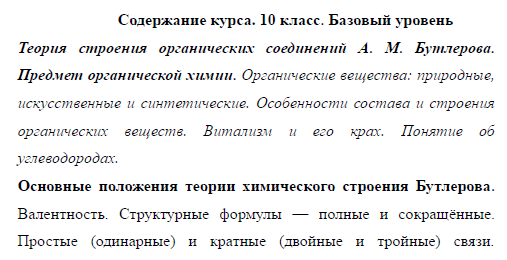 Содержание курса. 10 класс. Базовый уровень
Теория строения органических соединений А. М. Бутлерова.
Предмет органической химии. Органические вещества: природные,
искусственные и синтетические. Особенности состава и строения
органических веществ. Витализм и его крах. Понятие об
углеводородах.
Основные положения теории химического строения Бутлерова.
Валентность. Структурные формулы — полные и сокращённые.
Простые (одинарные) и кратные (двойные и тройные) связи.